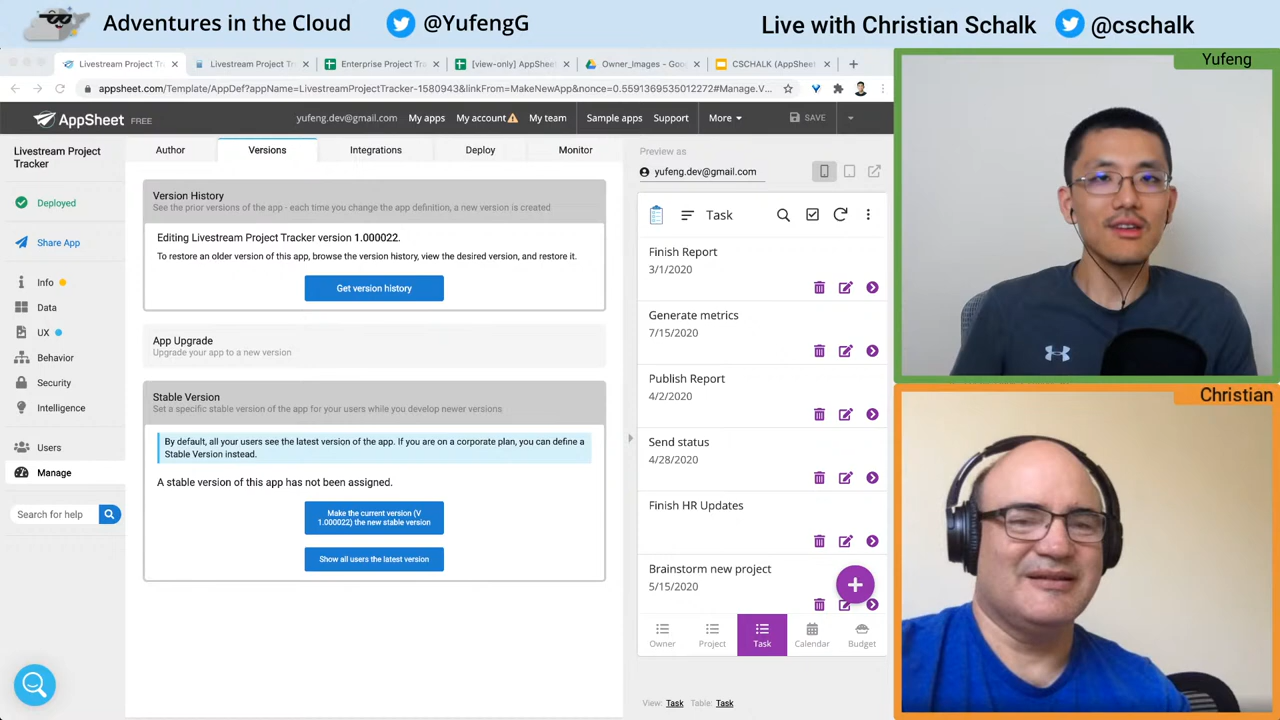 Adventures in the Cloud
@YufengG
Live with Christian Schalk
@cschalk
Livestream Project Tr
Livestream Project Tr
Enterprise Project Tr
[view-only] AppShee
Owner_Images - Goo
CSCHALK (AppSheet
appsheet.com/Template/AppDef?appName=LivestreamProjectTracker-1580943&linkFrom=MakeNewApp&nonce=0.5591369535012272#Manage.V...
AppSheet FREE
yufeng.dev@gmail.com
My apps
My account
My team
Sample apps
Support
More
SAVE
Livestream Project
Tracker
Deployed
Share App
Info
Data
UX
Behavior
Security
Intelligence
Users
Manage
Search for help
Author
Versions
Integrations
Deploy
Monitor
Version History
See the prior versions of the app - each time you change the app definition, a new version is created
Editing Livestream Project Tracker version 1.000022.
To restore an older version of this app, browse the version history, view the desired version, and restore it.
Get version history
App Upgrade
Upgrade your app to a new version
Stable Version
Set a specific stable version of the app for your users while you develop newer versions
By default, all your users see the latest version of the app. If you are on a corporate plan, you can define a
Stable Version instead.
A stable version of this app has not been assigned.
Make the current version (V
1.000022) the new stable version
Show all users the latest version
Preview as
yufeng.dev@gmail.com
Task
Finish Report
3/1/2020
Generate metrics
7/15/2020
Publish Report
4/2/2020
Send status
4/28/2020
Finish HR Updates
Brainstorm new project
5/15/2020
Owner
Project
Task
Calendar
Budget
View: Task Table: Task
Yufeng
Christian